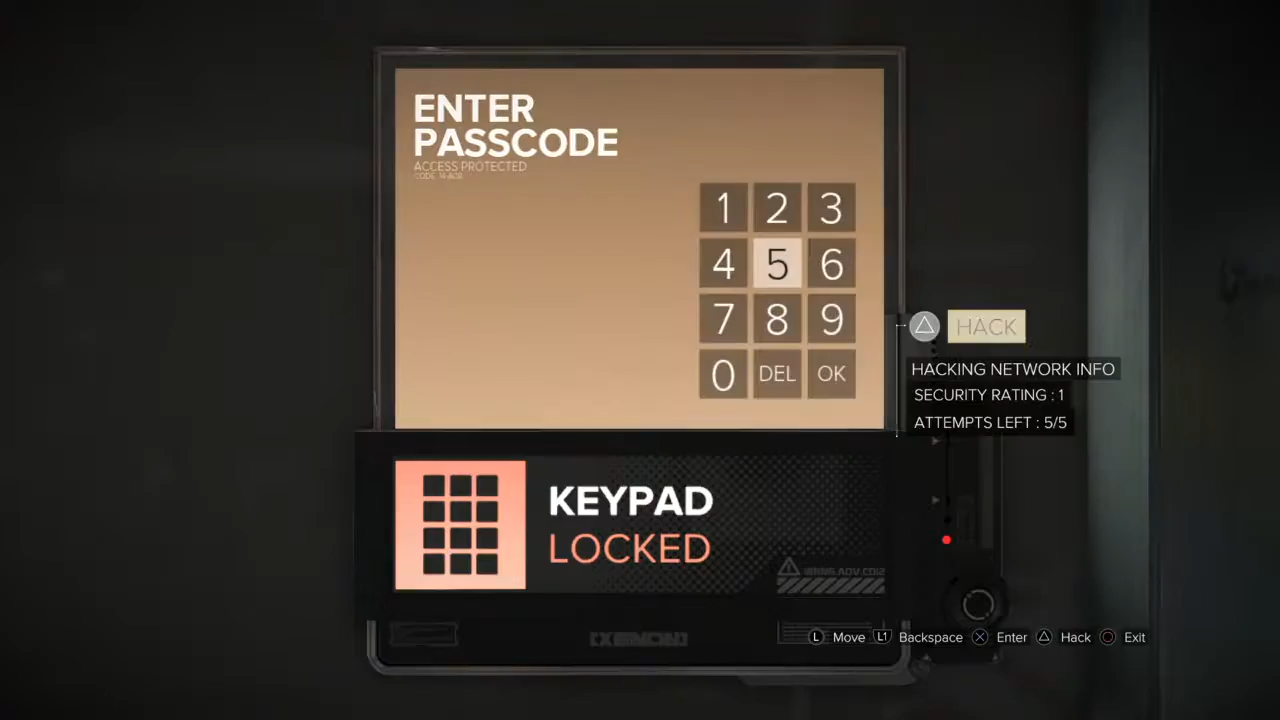 ENTER
PASSCODE
ACCESS PROTECTED
1 2 3
4 5 6
7 8 9
0 DEL OK
HACK
HACKING NETWORK INFO
SECURITY RATING : 1
ATTEMPTS LEFT : 5/5
KEYPAD
LOCKED
L Move L1 Backspace Enter Hack Exit